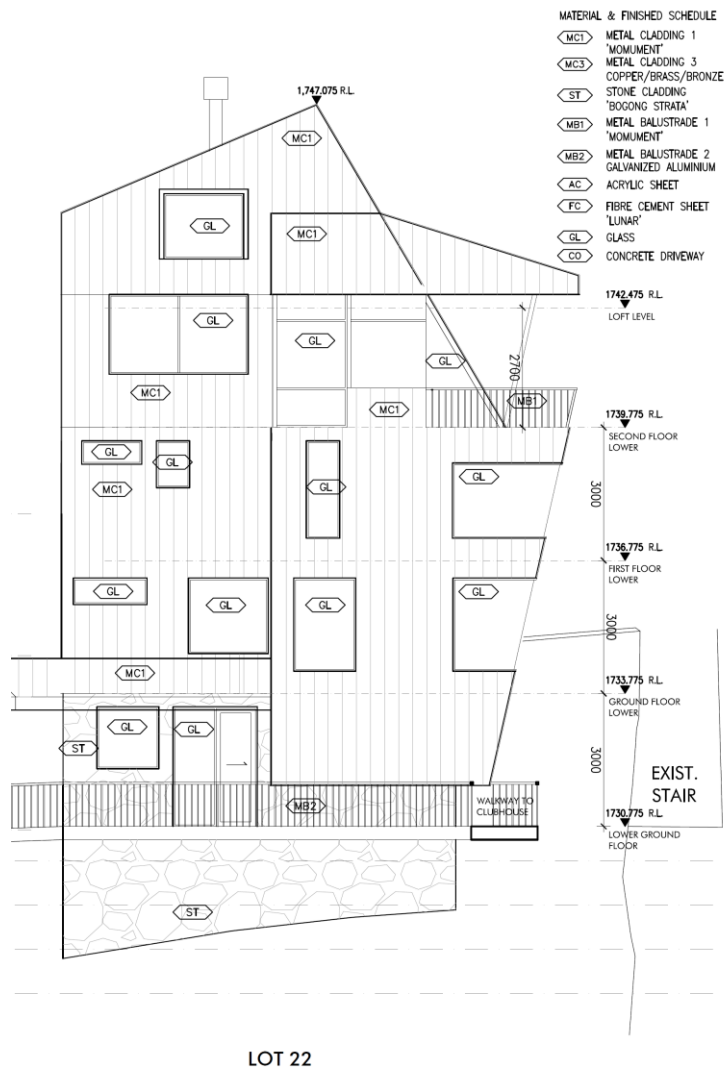 MATERIAL & FINISHED SCHEDULE
MC1 METAL CLADDING 1
'MOMUMENT'
MC3 METAL CLADDING 3
COPPER/BRASS/BRONZE
ST STONE CLADDING
'BOGONG STRATA'
MB1 METAL BALUSTRADE 1
'MOMUMENT'
MB2 METAL BALUSTRADE 2
GALVANIZED ALUMINIUM
AC ACRYLIC SHEET
FC FIBRE CEMENT SHEET
'LUNAR'
GL GLASS
CO CONCRETE DRIVEWAY
1,747.075 R.L.
MC1
GL
MC1
1742.475 R.L.
LOFT LEVEL
GL
GL
GL
2700
MC1
MC1
MB1
1739.775 R.L.
SECOND FLOOR
LOWER
GL
GL
MC1
GL
GL
3000
1736.775 R.L.
FIRST FLOOR
LOWER
GL
GL
GL
GL
3000
MC1
1733.775 R.L.
GROUND FLOOR
LOWER
GL
GL
ST
3000
EXIST.
STAIR
MB2
WALKWAY TO
CLUBHOUSE
1730.775 R.L.
LOWER GROUND
FLOOR
ST
LOT 22